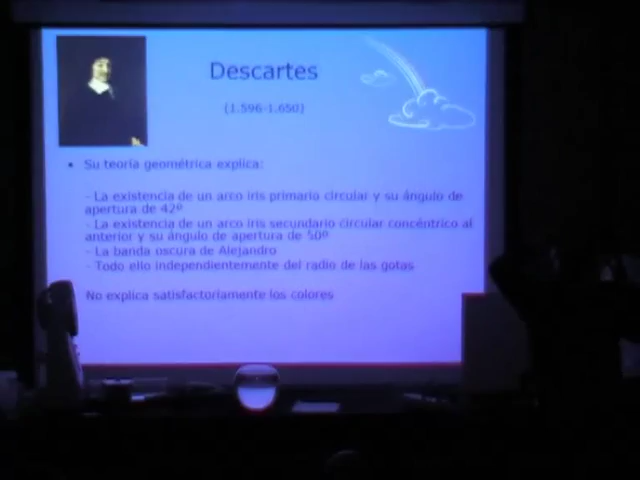 Descartes
(1.596-1.650)
• Su teoría geométrica explica:
- La existencia de un arco iris primario circular y su ángulo de
apertura de 42º
- La existencia de un arco iris secundario circular concéntrico al
anterior y su ángulo de apertura de 50º
- La banda oscura de Alejandro
- Todo ello independientemente del radio de las gotas
No explica satisfactoriamente los colores